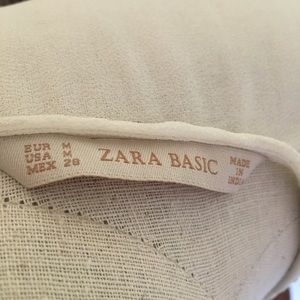 EUR M
USA M
MEX 28
ZARA BASIC
MADE
IN
INDIA